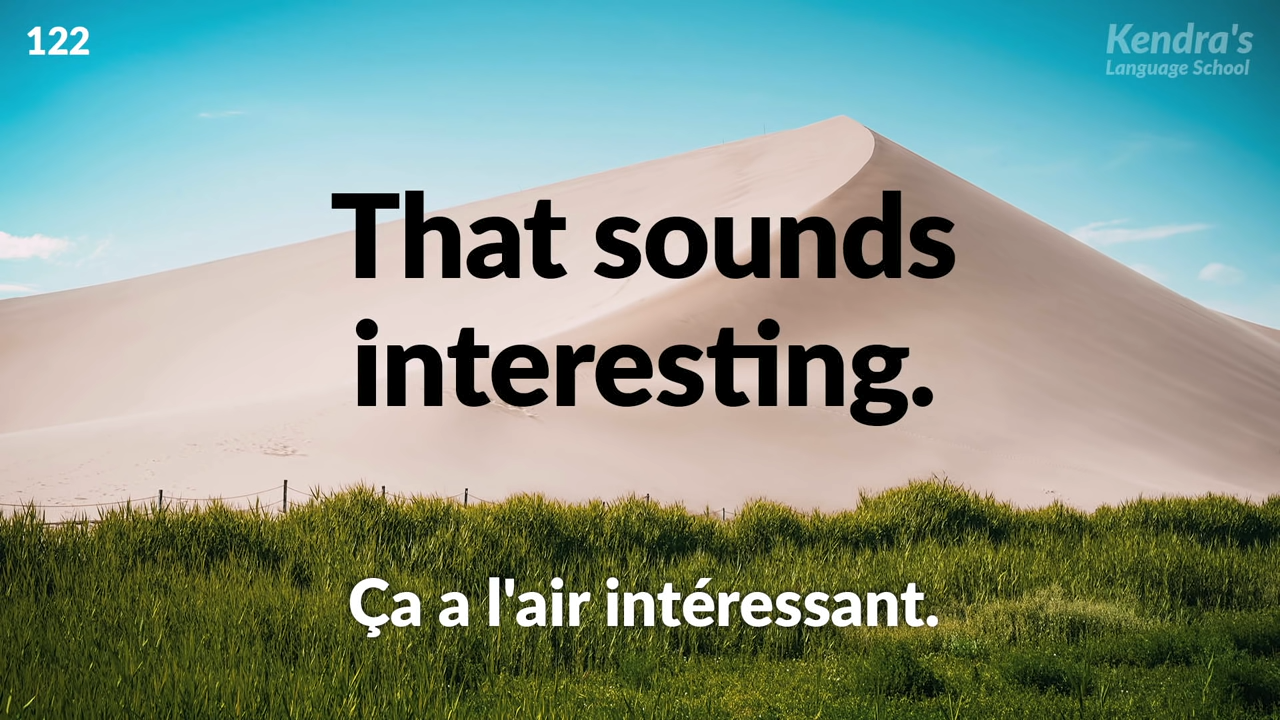 122
Kendra's
Language School
That sounds
interesting.
Ça a l'air intéressant.